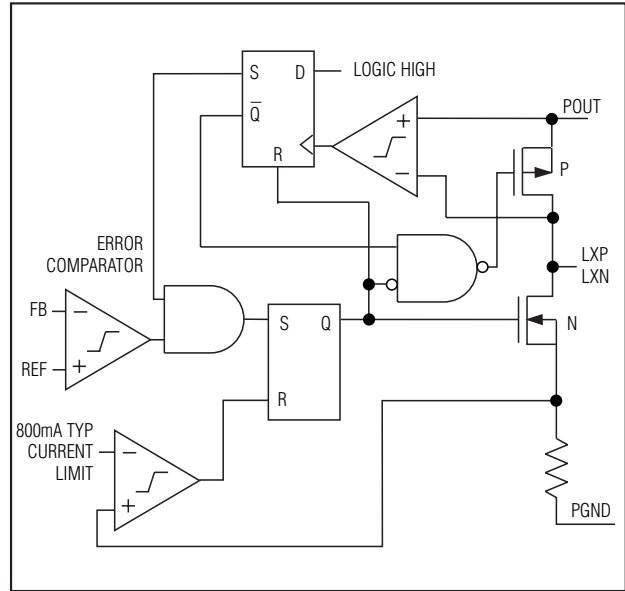 S D LOGIC HIGH
Q̅
R
+
−
POUT
P
ERROR
COMPARATOR
LXP
LXN
FB −
REF +
S Q
R
N
800mA TYP
CURRENT
LIMIT
−
+
PGND